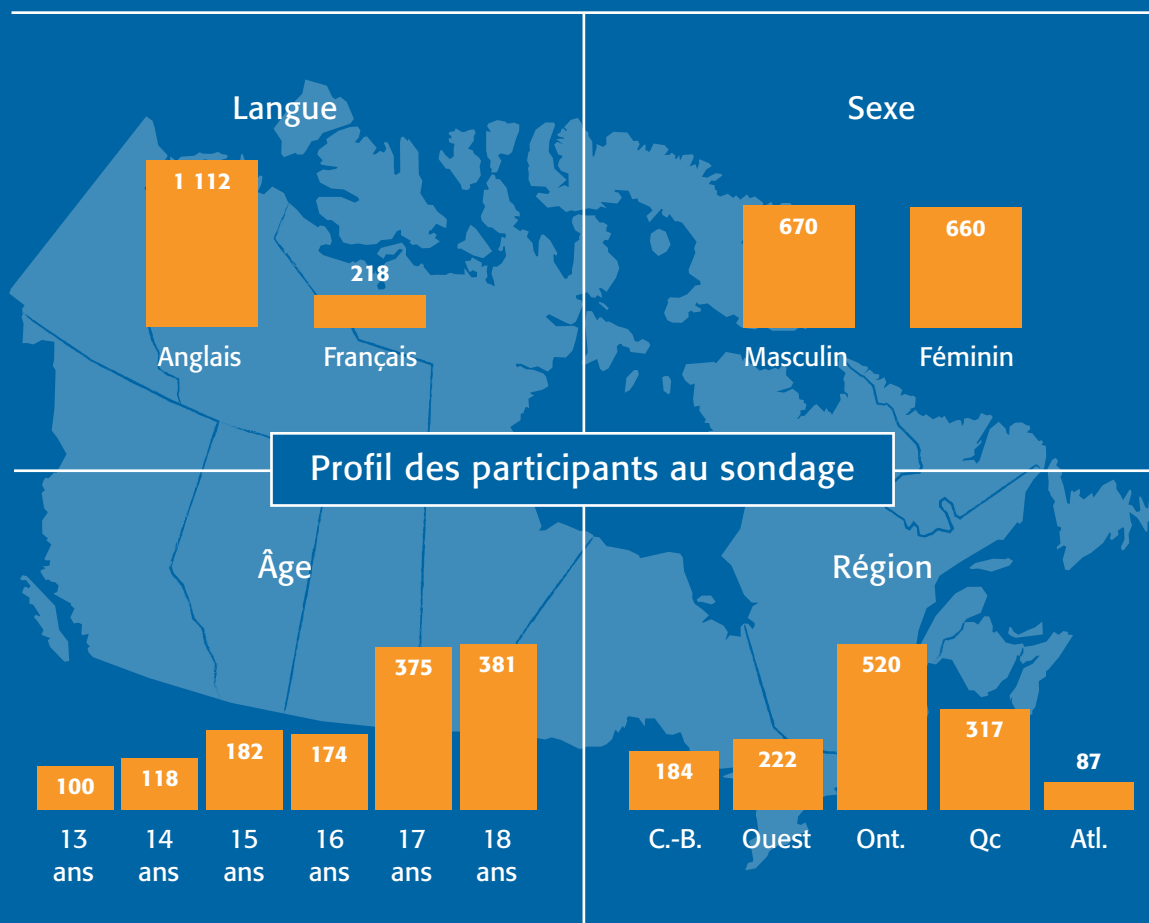 Langue
1 112
218
Anglais Français
Sexe
670 660
Masculin Féminin
Profil des participants au sondage
Âge
375 381
182 174
100 118
13 14 15 16 17 18
ans ans ans ans ans ans
Région
520
317
184 222 87
C.-B. Ouest Ont. Qc Atl.